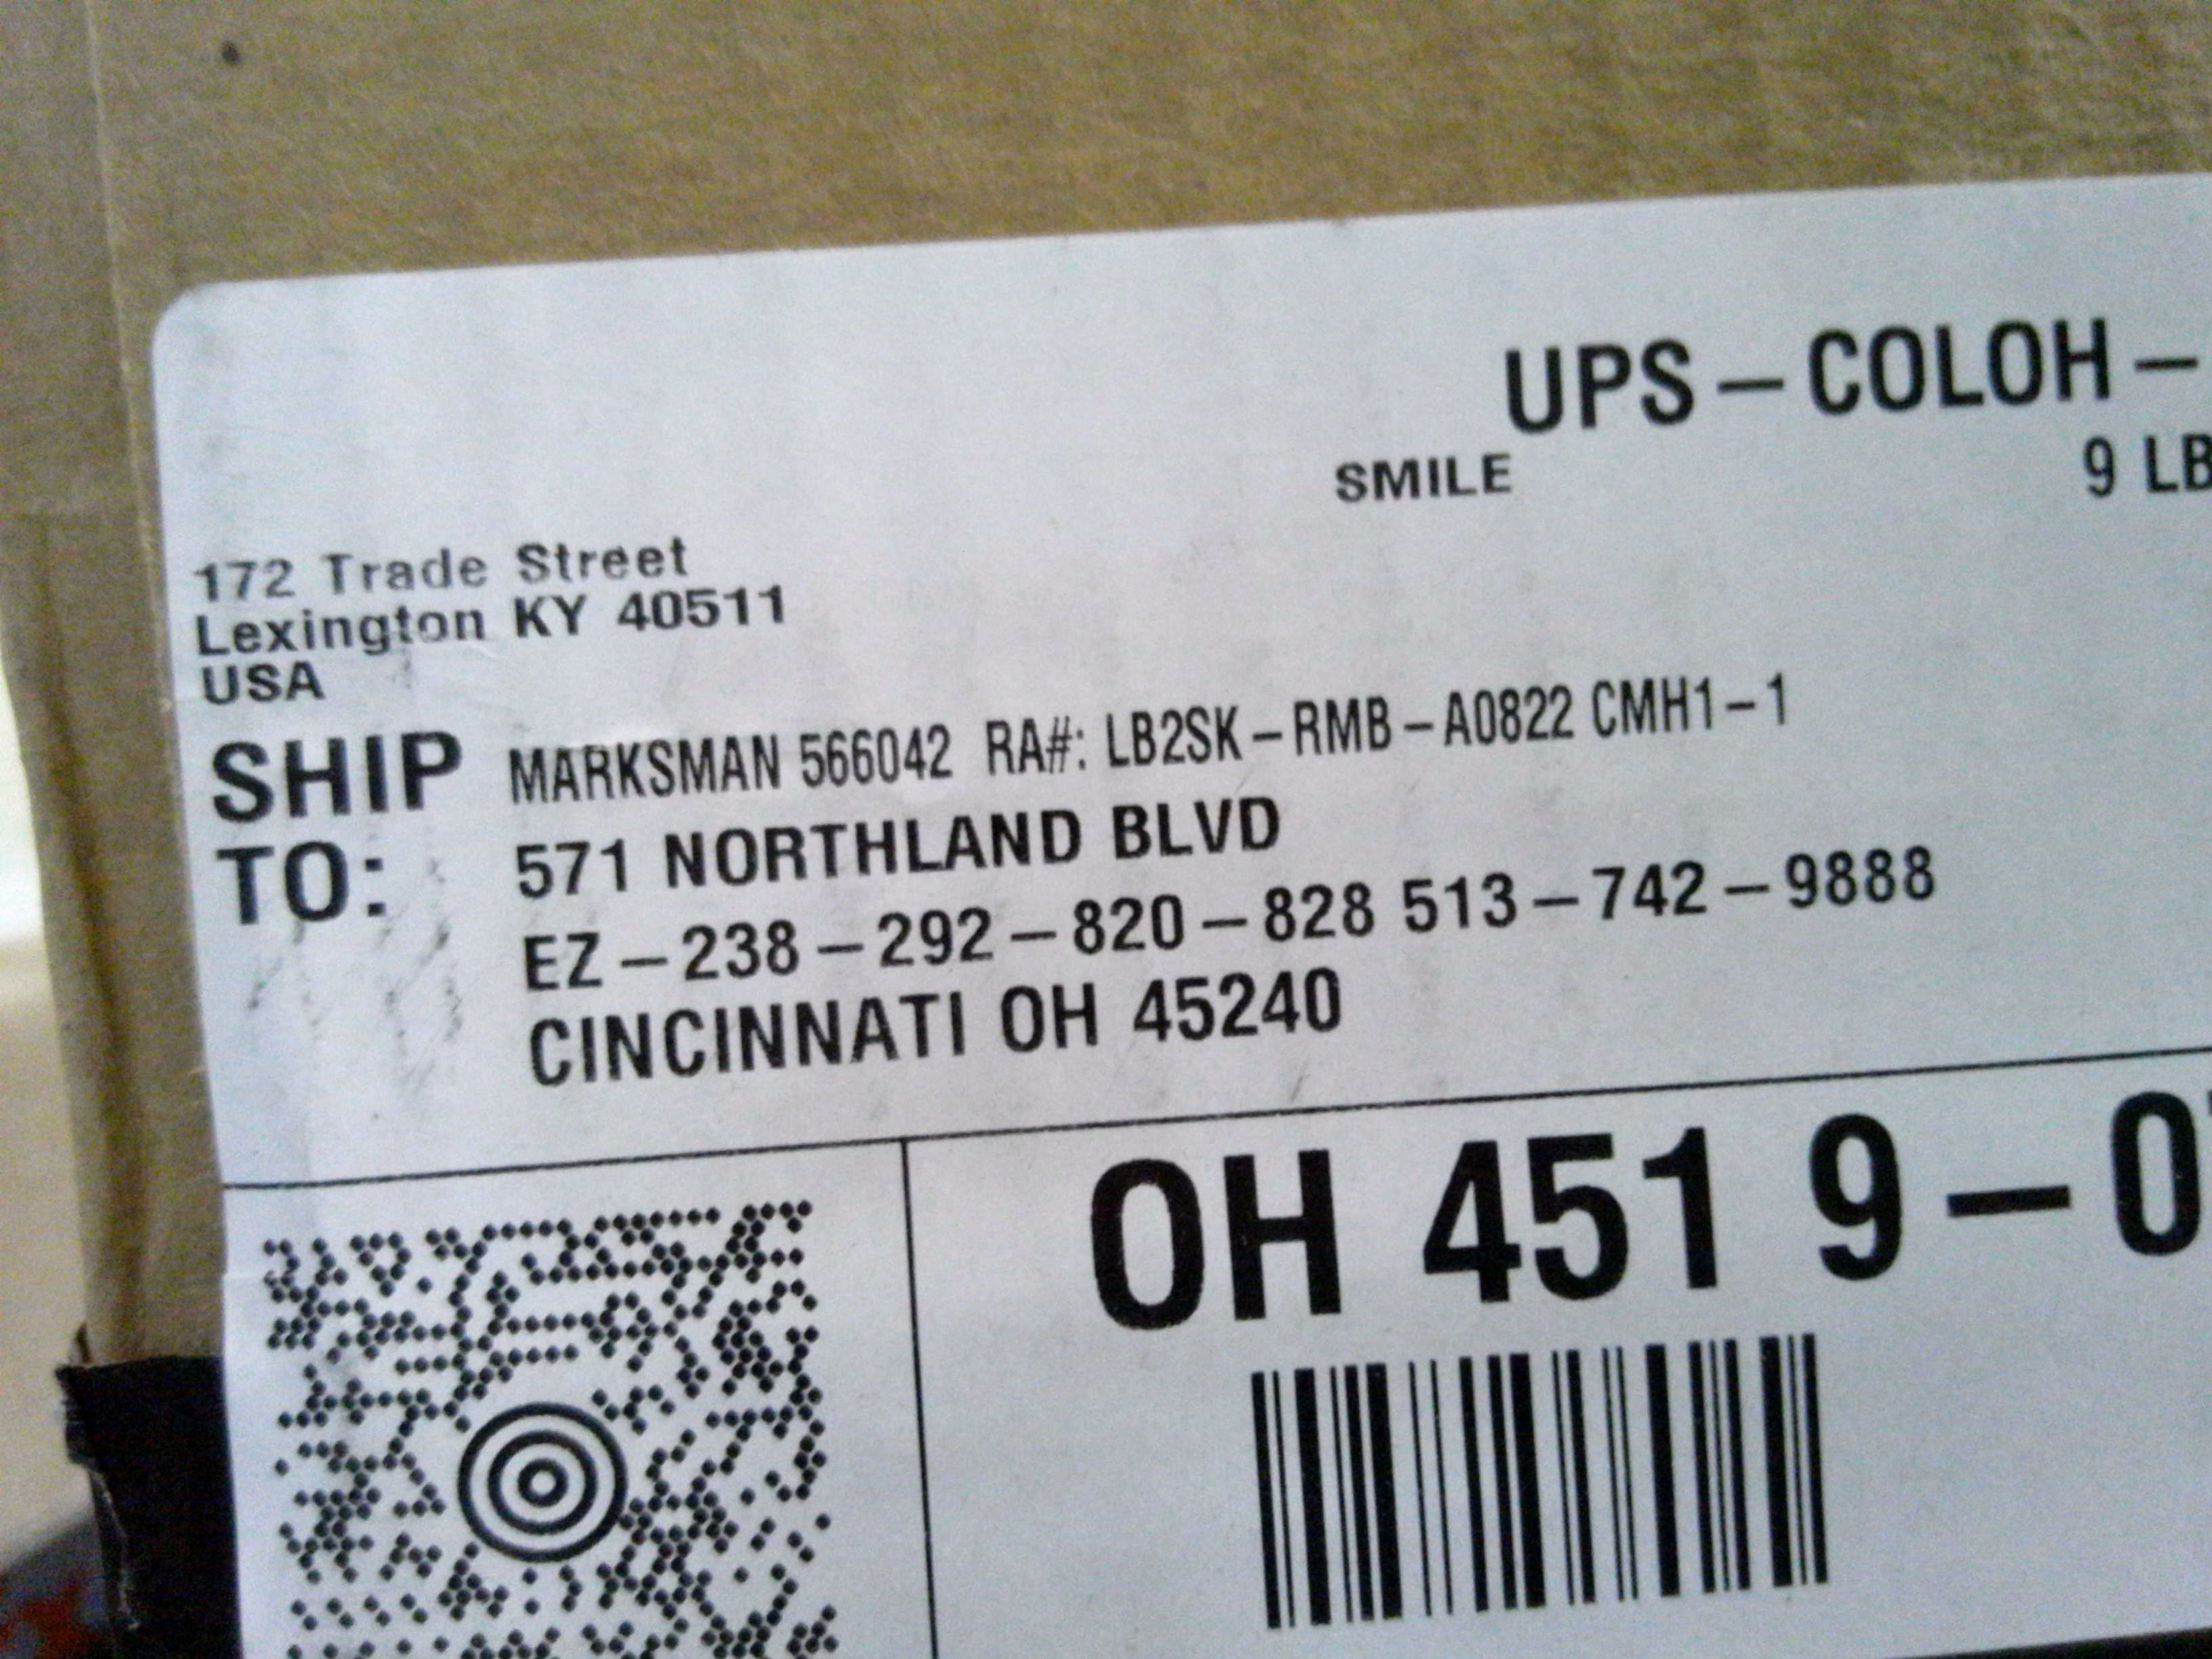 UPS - COLOH -
SMILE 9 LB
172 Trade Street
Lexington KY 40511
USA
SHIP TO: MARKSMAN 566042 RA#: LB2SK-RMB-A0822 CMH1-1
571 NORTHLAND BLVD
EZ-238-292-820-828 513-742-9888
CINCINNATI OH 45240
OH 451 9-0